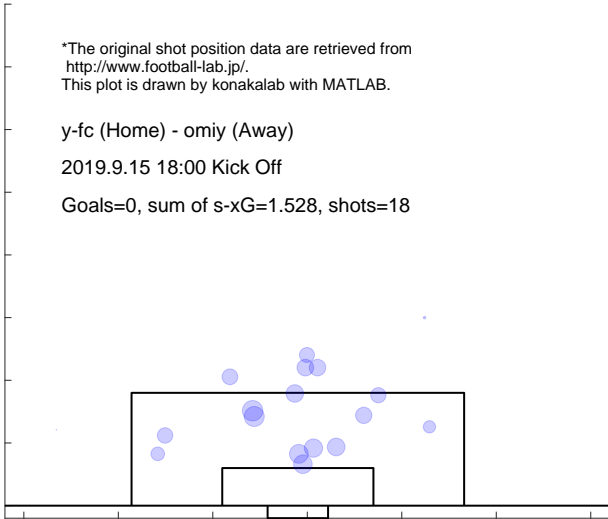 *The original shot position data are retrieved from
http://www.football-lab.jp/.
This plot is drawn by konakalab with MATLAB.
y-fc (Home) - omiy (Away)
2019.9.15 18:00 Kick Off
Goals=0, sum of s-xG=1.528, shots=18